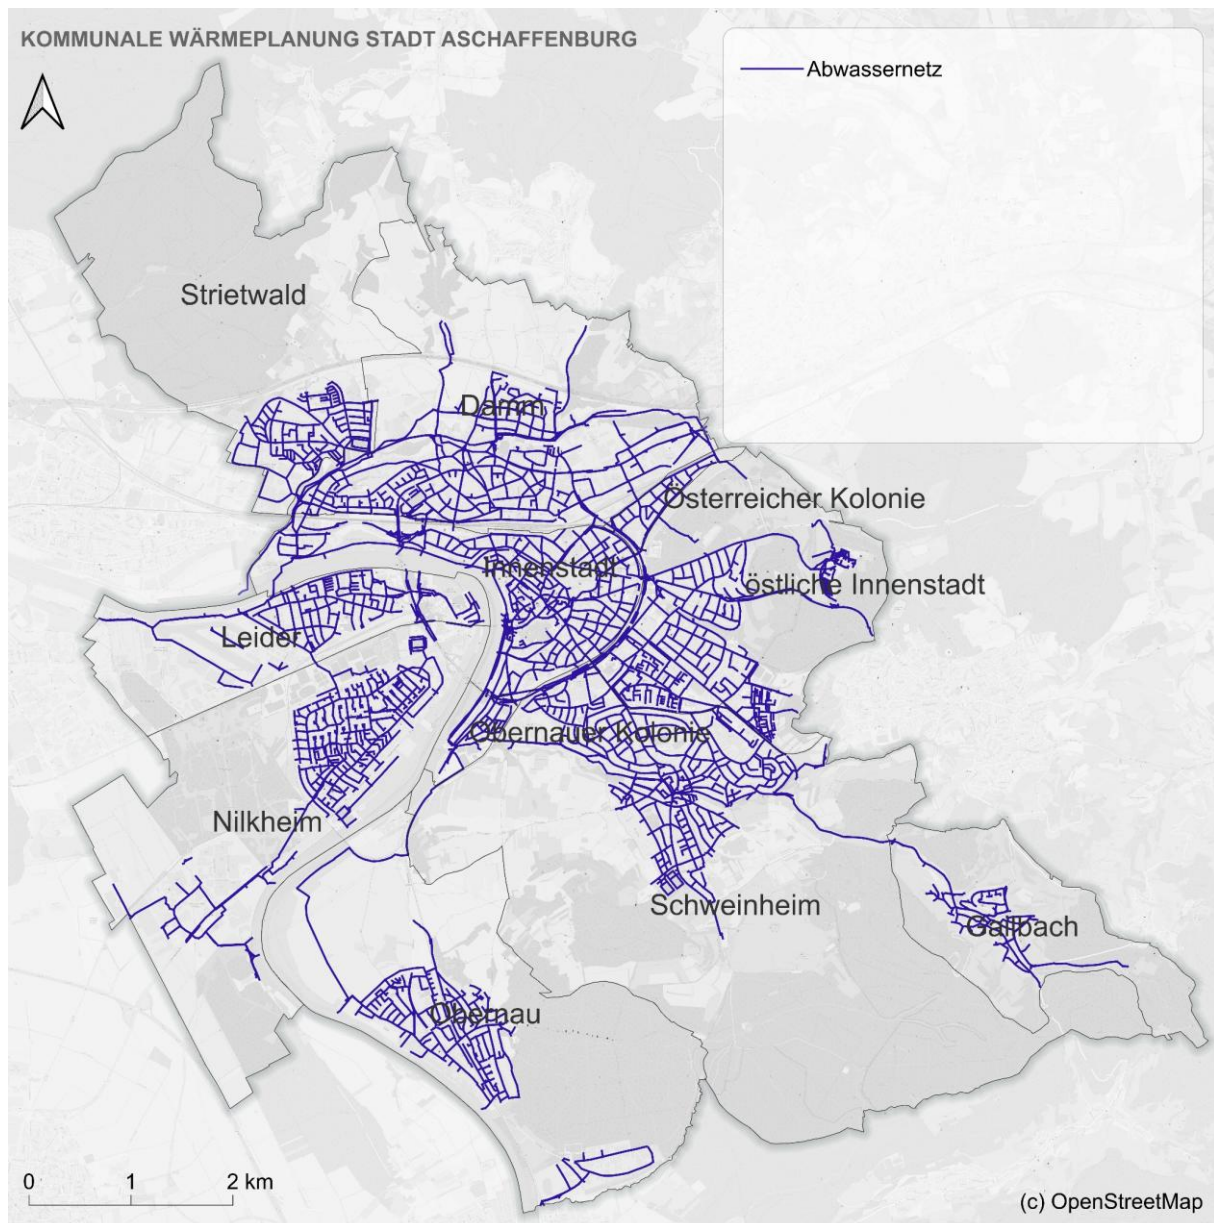 KOMMUNALE WÄRMEPLANUNG STADT ASCHAFFENBURG
Abwassernetz
Strietwald
Damm
Österreicher Kolonie
Innenstadt
östliche Innenstadt
Leider
Obernauer Kolonie
Nilkheim
Schweinheim
Gailbach
Obernau
0 1 2 km
(c) OpenStreetMap